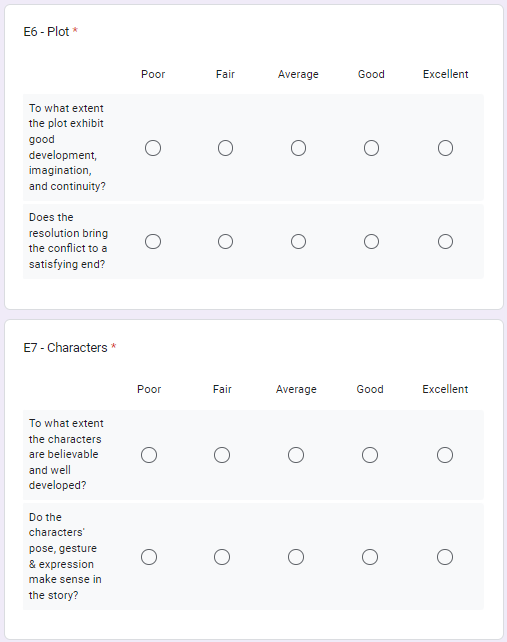 E6 - Plot *
Poor Fair Average Good Excellent
To what extent
the plot exhibit
good
development,
imagination,
and continuity?
Does the
resolution bring
the conflict to a
satisfying end?
E7 - Characters *
Poor Fair Average Good Excellent
To what extent
the characters
are believable
and well
developed?
Do the
characters'
pose, gesture
& expression
make sense in
the story?